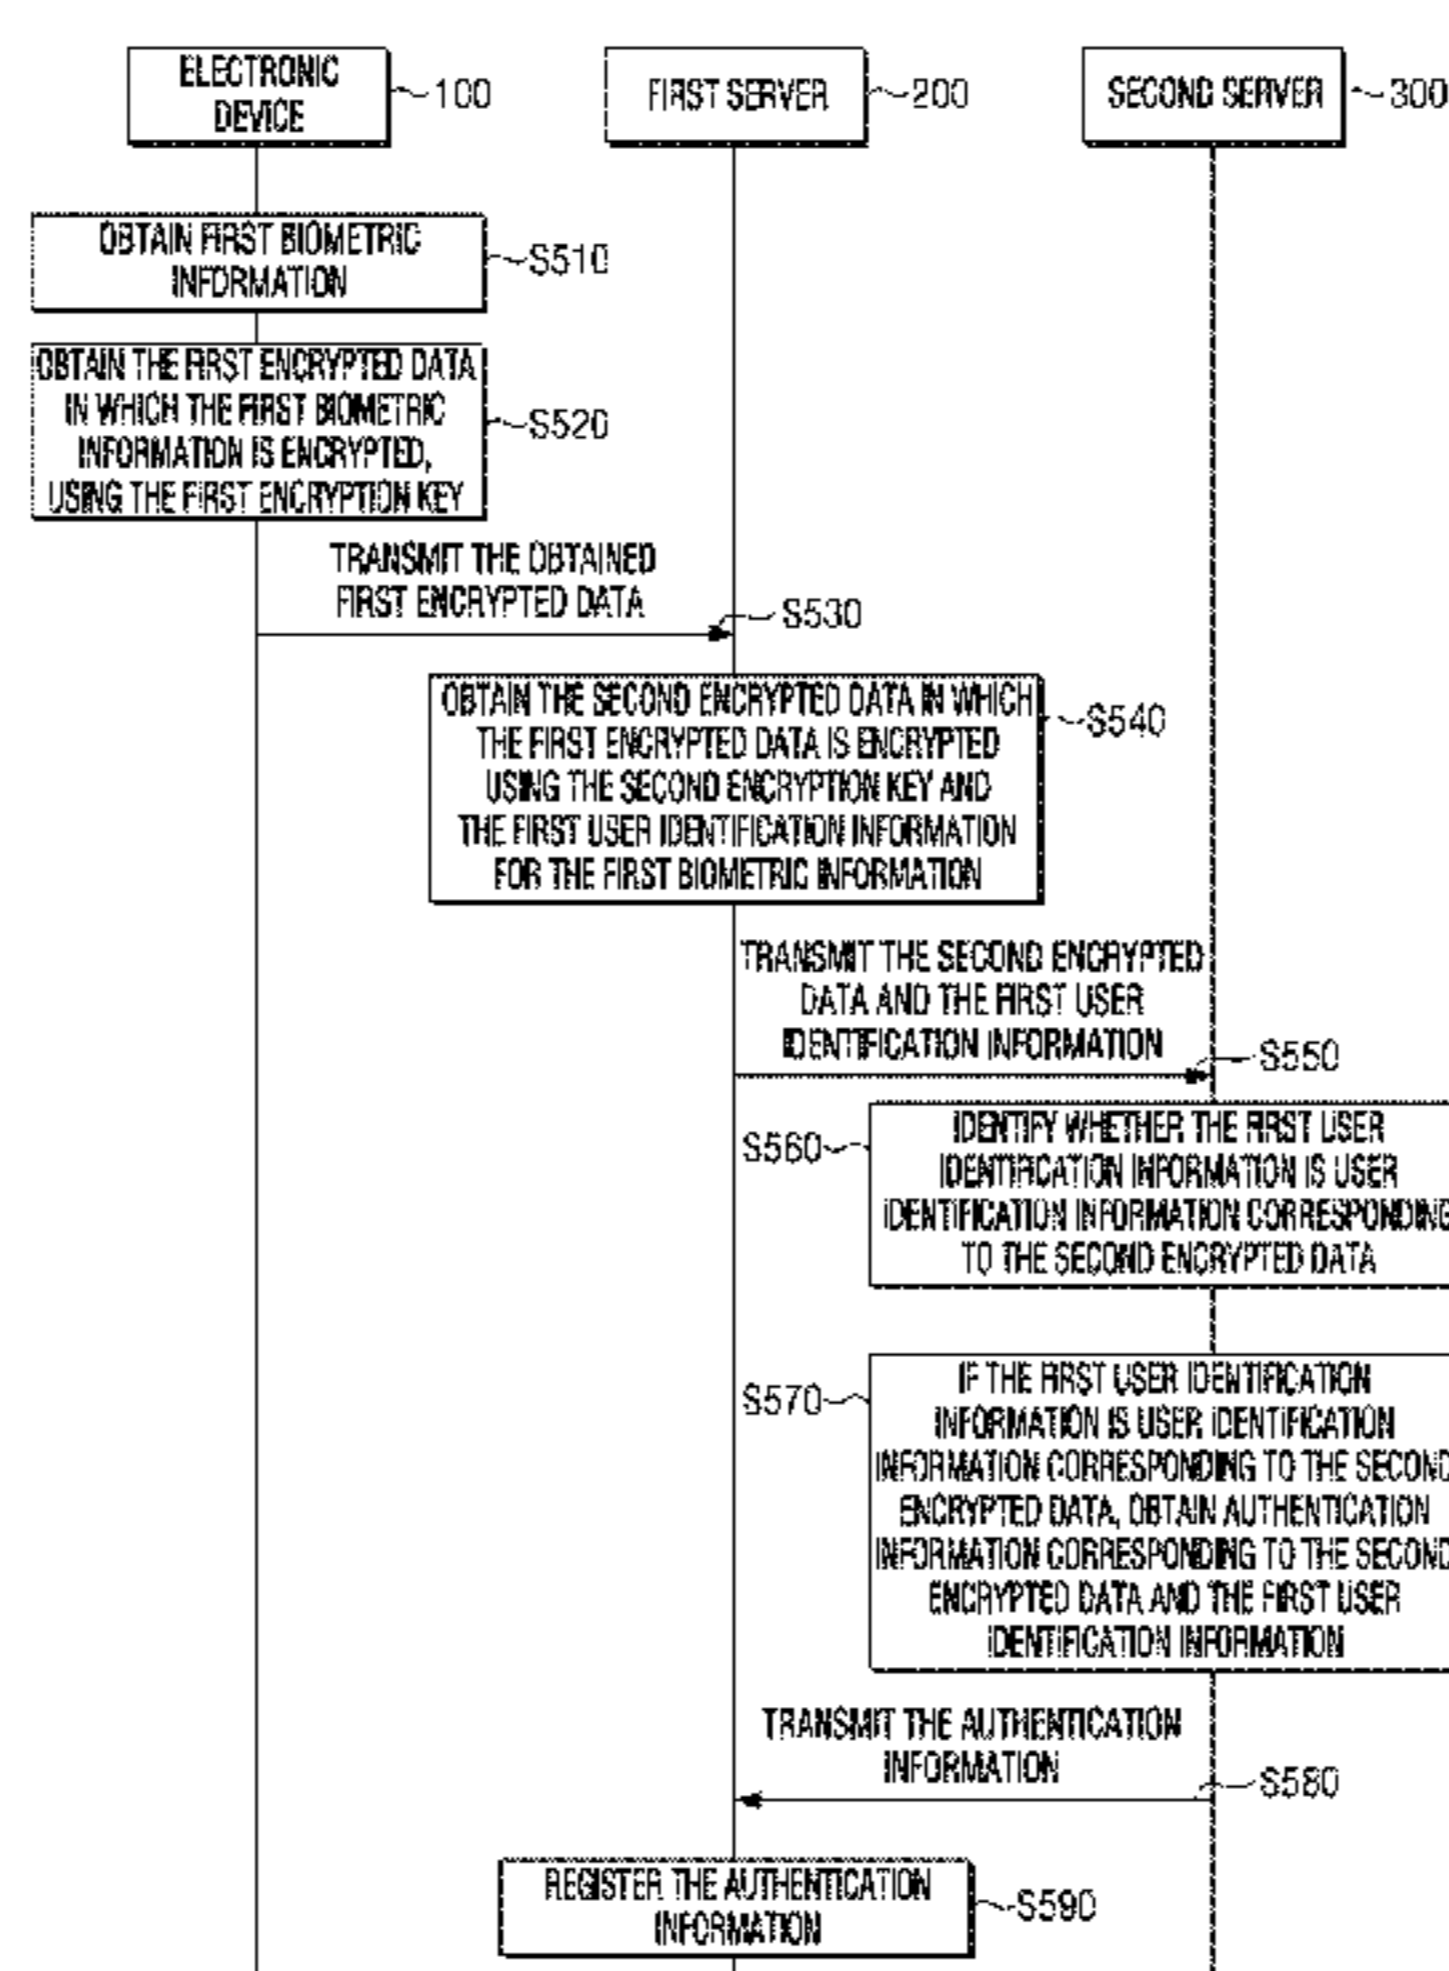 ELECTRONIC
DEVICE
100
FIRST SERVER
200
SECOND SERVER
300
OBTAIN FIRST BIOMETRIC
INFORMATION
S510
OBTAIN THE FIRST ENCRYPTED DATA
IN WHICH THE FIRST BIOMETRIC
INFORMATION IS ENCRYPTED,
USING THE FIRST ENCRYPTION KEY
S520
TRANSMIT THE OBTAINED
FIRST ENCRYPTED DATA
S530
OBTAIN THE SECOND ENCRYPTED DATA IN WHICH
THE FIRST ENCRYPTED DATA IS ENCRYPTED
USING THE SECOND ENCRYPTION KEY AND
THE FIRST USER IDENTIFICATION INFORMATION
FOR THE FIRST BIOMETRIC INFORMATION
S540
TRANSMIT THE SECOND ENCRYPTED
DATA AND THE FIRST USER
IDENTIFICATION INFORMATION
S550
S560
IDENTIFY WHETHER THE FIRST USER
IDENTIFICATION INFORMATION IS USER
IDENTIFICATION INFORMATION CORRESPONDING
TO THE SECOND ENCRYPTED DATA
S570
IF THE FIRST USER IDENTIFICATION
INFORMATION IS USER IDENTIFICATION
INFORMATION CORRESPONDING TO THE SECOND
ENCRYPTED DATA, OBTAIN AUTHENTICATION
INFORMATION CORRESPONDING TO THE SECOND
ENCRYPTED DATA AND THE FIRST USER
IDENTIFICATION INFORMATION
TRANSMIT THE AUTHENTICATION
INFORMATION
S580
REGISTER THE AUTHENTICATION
INFORMATION
S590